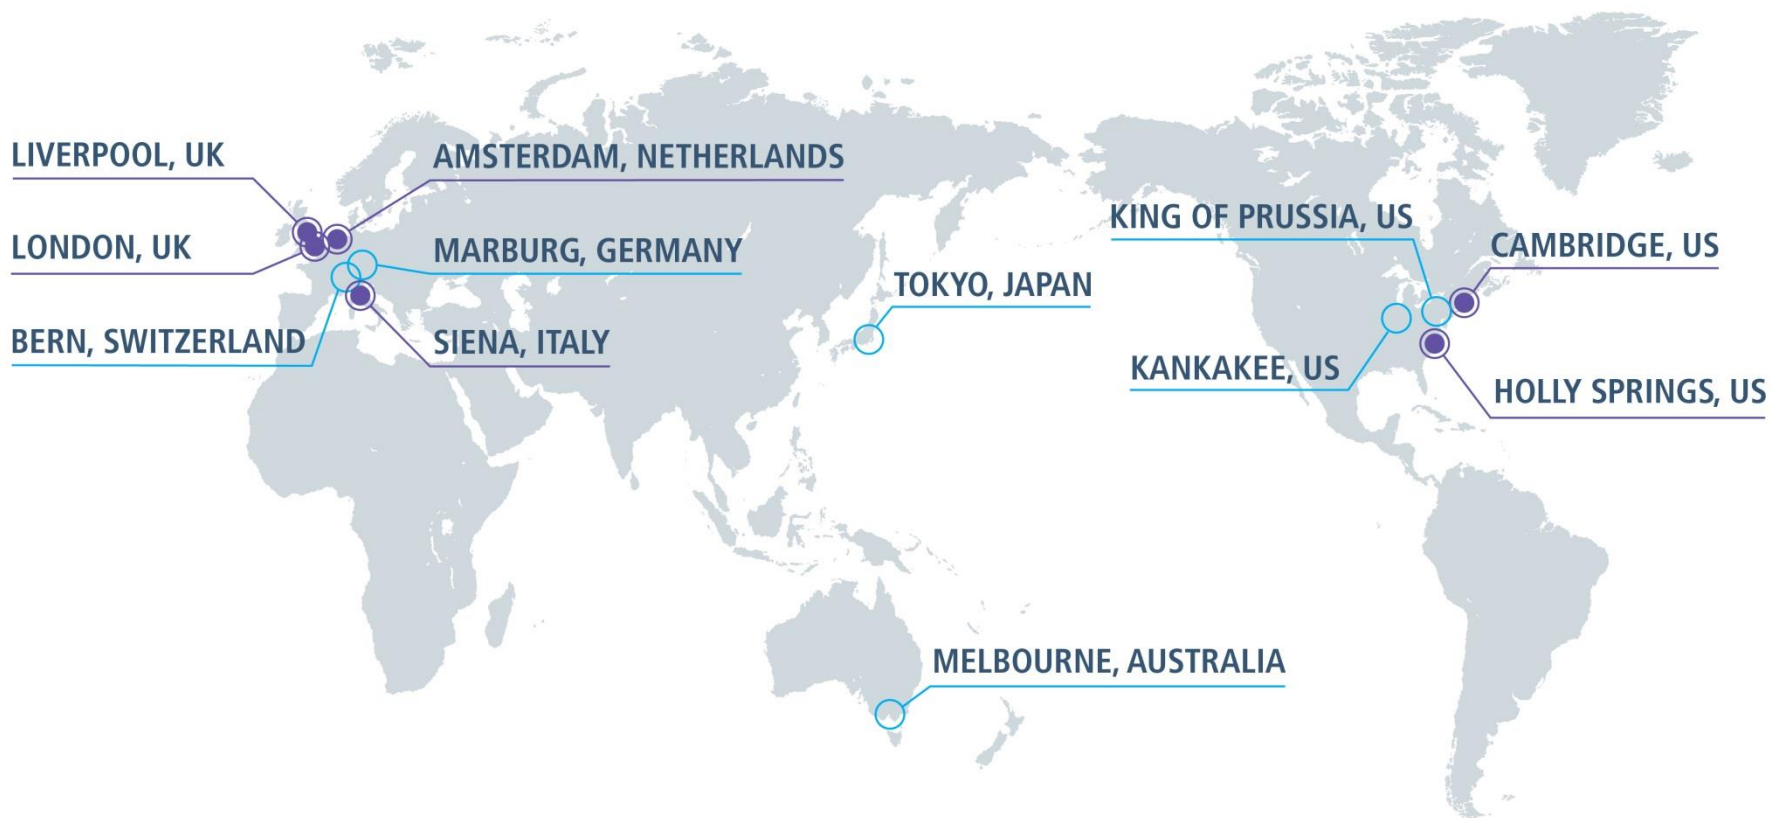 LIVERPOOL, UK
AMSTERDAM, NETHERLANDS
LONDON, UK
MARBURG, GERMANY
BERN, SWITZERLAND
SIENA, ITALY
TOKYO, JAPAN
MELBOURNE, AUSTRALIA
KING OF PRUSSIA, US
CAMBRIDGE, US
KANKAKEE, US
HOLLY SPRINGS, US